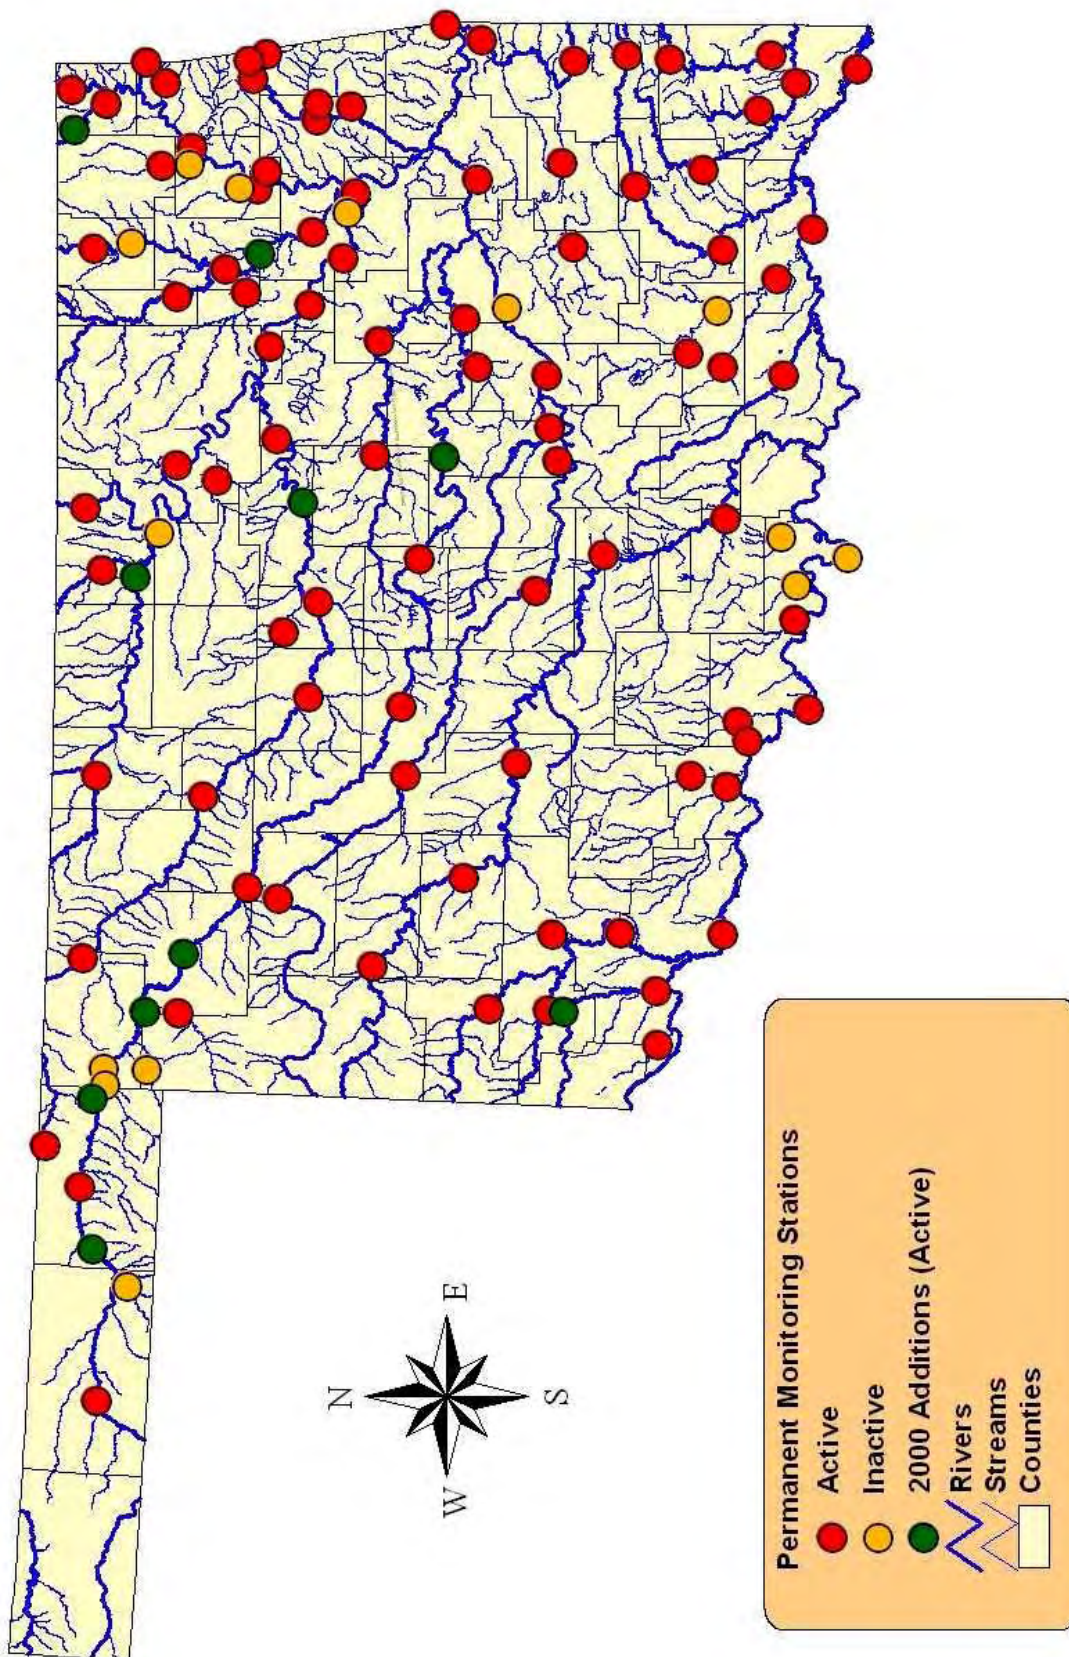 N
W
E
S
Permanent Monitoring Stations
Active
Inactive
2000 Additions (Active)
Rivers
Streams
Counties